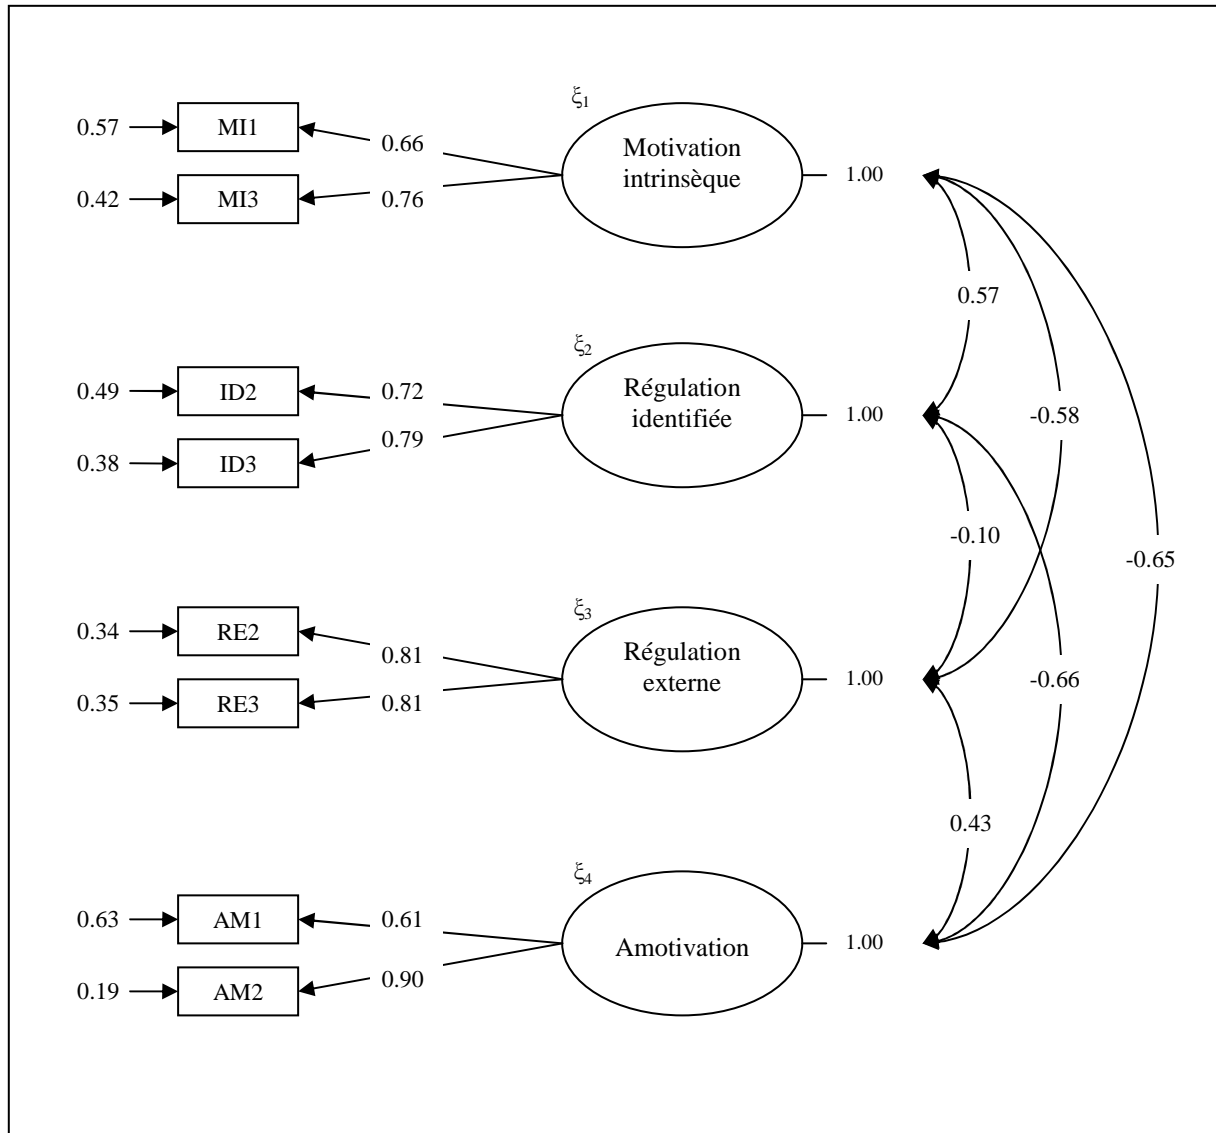 ξ1
0.57 MI1 0.66 Motivation
intrinsèque 1.00
0.42 MI3 0.76
0.57
ξ2
0.49 ID2 0.72 Régulation
identifiée 1.00 -0.58
0.38 ID3 0.79
-0.10
-0.65
ξ3
0.34 RE2 0.81 Régulation
externe 1.00 -0.66
0.35 RE3 0.81
0.43
ξ4
0.63 AM1 0.61
Amotivation 1.00
0.19 AM2 0.90